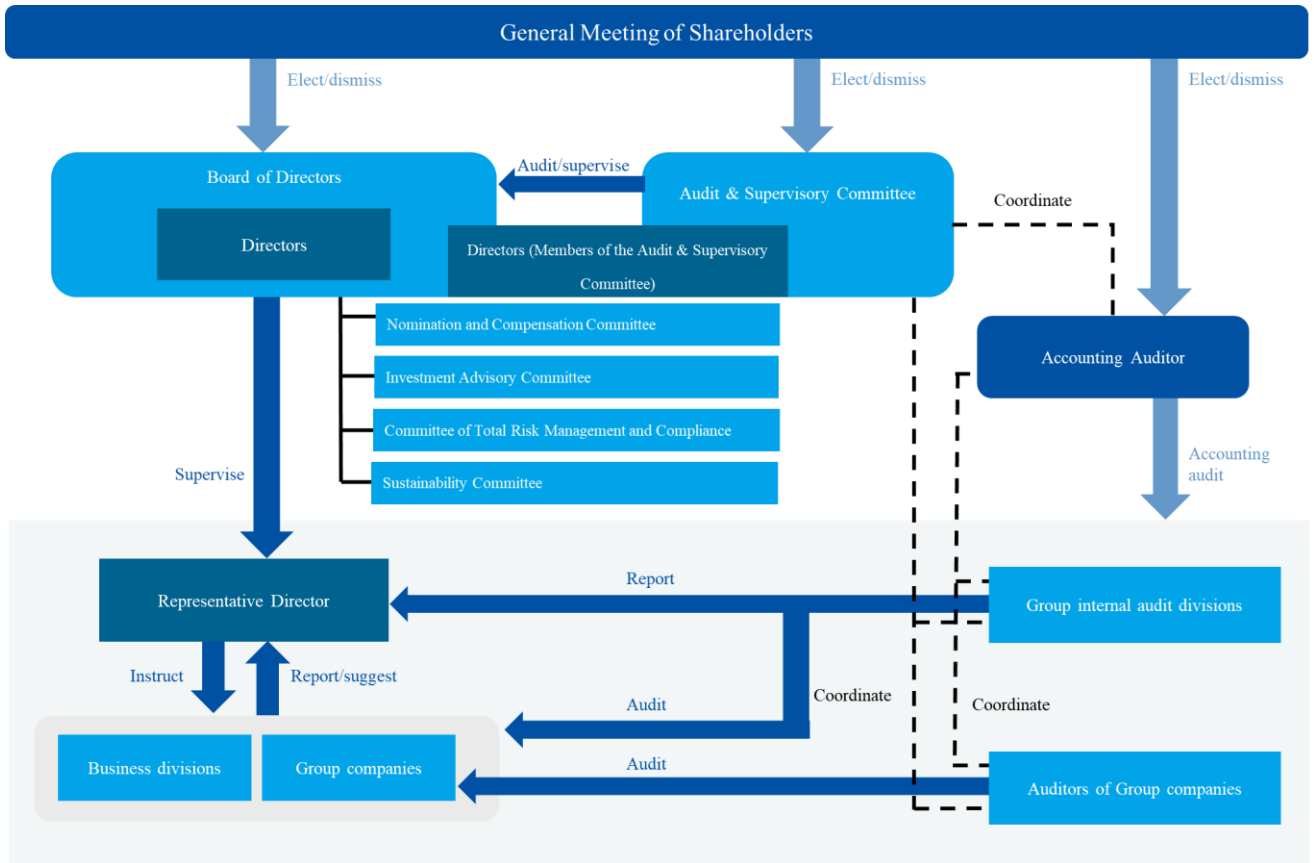 General Meeting of Shareholders
Elect/dismiss
Elect/dismiss
Elect/dismiss
Board of Directors
Audit/supervise
Audit & Supervisory Committee
Coordinate
Directors
Directors (Members of the Audit & Supervisory
Committee)
Nomination and Compensation Committee
Investment Advisory Committee
Committee of Total Risk Management and Compliance
Sustainability Committee
Accounting Auditor
Supervise
Accounting
audit
Representative Director
Report
Group internal audit divisions
Instruct
Report/suggest
Audit
Coordinate
Coordinate
Business divisions
Group companies
Audit
Auditors of Group companies